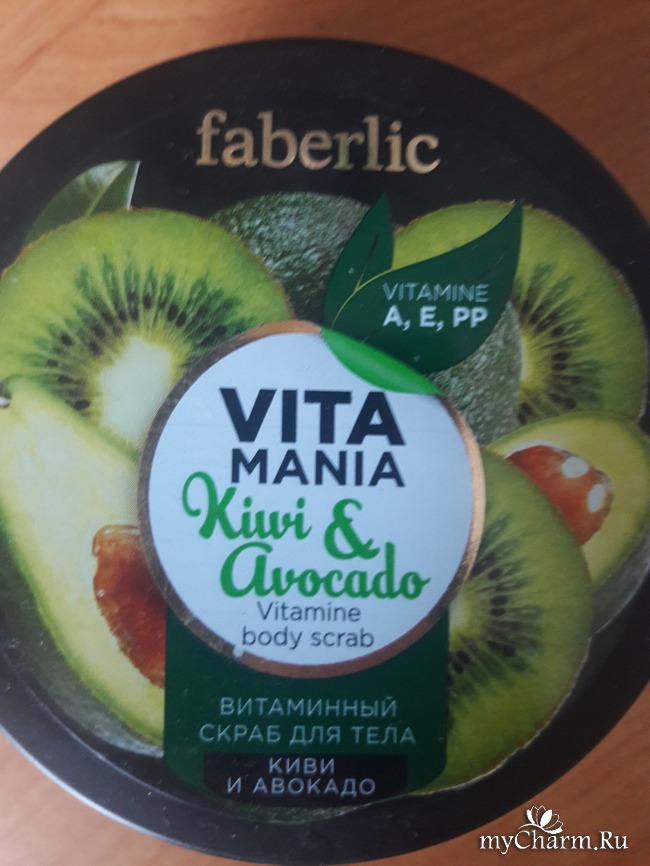 faberlic
VITAMINE
A, E, PP
VITA
MANIA
Kiwi &
Avocado
Vitamine
body scrab
ВИТАМИННЫЙ
СКРАБ ДЛЯ ТЕЛА
КИВИ
И АВОКАДО
myCharm.Ru